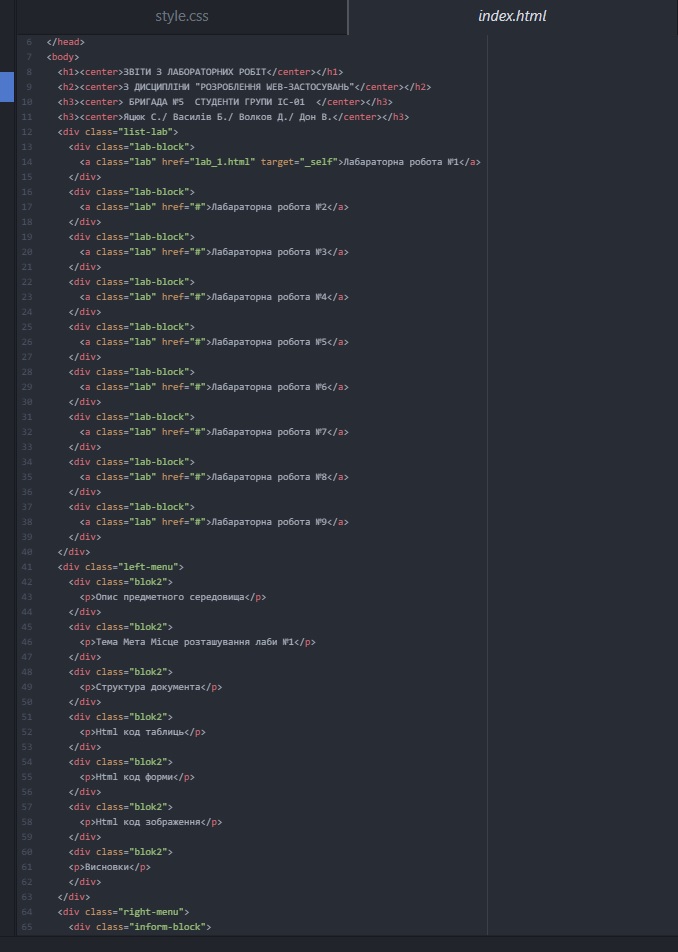 style.css
index.html
6 </head>
7 <body>
8 <h1><center>ЗВІТИ З ЛАБОРАТОРНИХ РОБІТ</center></h1>
9 <h2><center>З ДИСЦИПЛІНИ "РОЗРОБЛЕННЯ WEB-ЗАСТОСУВАНЬ"</center></h2>
10 <h3><center> БРИГАДА №5  СТУДЕНТИ ГРУПИ ІС-01  </center></h3>
11 <h3><center>Яцюк С./ Василів Б./ Волков Д./ Дон В.</center></h3>
12 <div class="list-lab">
13 <div class="lab-block">
14 <a class="lab" href="lab_1.html" target="_self">Лабараторна робота №1</a>
15 </div>
16 <div class="lab-block">
17 <a class="lab" href="#">Лабараторна робота №2</a>
18 </div>
19 <div class="lab-block">
20 <a class="lab" href="#">Лабараторна робота №3</a>
21 </div>
22 <div class="lab-block">
23 <a class="lab" href="#">Лабараторна робота №4</a>
24 </div>
25 <div class="lab-block">
26 <a class="lab" href="#">Лабараторна робота №5</a>
27 </div>
28 <div class="lab-block">
29 <a class="lab" href="#">Лабараторна робота №6</a>
30 </div>
31 <div class="lab-block">
32 <a class="lab" href="#">Лабараторна робота №7</a>
33 </div>
34 <div class="lab-block">
35 <a class="lab" href="#">Лабараторна робота №8</a>
36 </div>
37 <div class="lab-block">
38 <a class="lab" href="#">Лабараторна робота №9</a>
39 </div>
40 </div>
41 <div class="left-menu">
42 <div class="blok2">
43 <p>Опис предметного середовища</p>
44 </div>
45 <div class="blok2">
46 <p>Тема Мета Місце розташування лаби №1</p>
47 </div>
48 <div class="blok2">
49 <p>Структура документа</p>
50 </div>
51 <div class="blok2">
52 <p>Html код таблиць</p>
53 </div>
54 <div class="blok2">
55 <p>Html код форми</p>
56 </div>
57 <div class="blok2">
58 <p>Html код зображення</p>
59 </div>
60 <div class="blok2">
61 <p>Висновки</p>
62 </div>
63 </div>
64 <div class="right-menu">
65 <div class="inform-block">